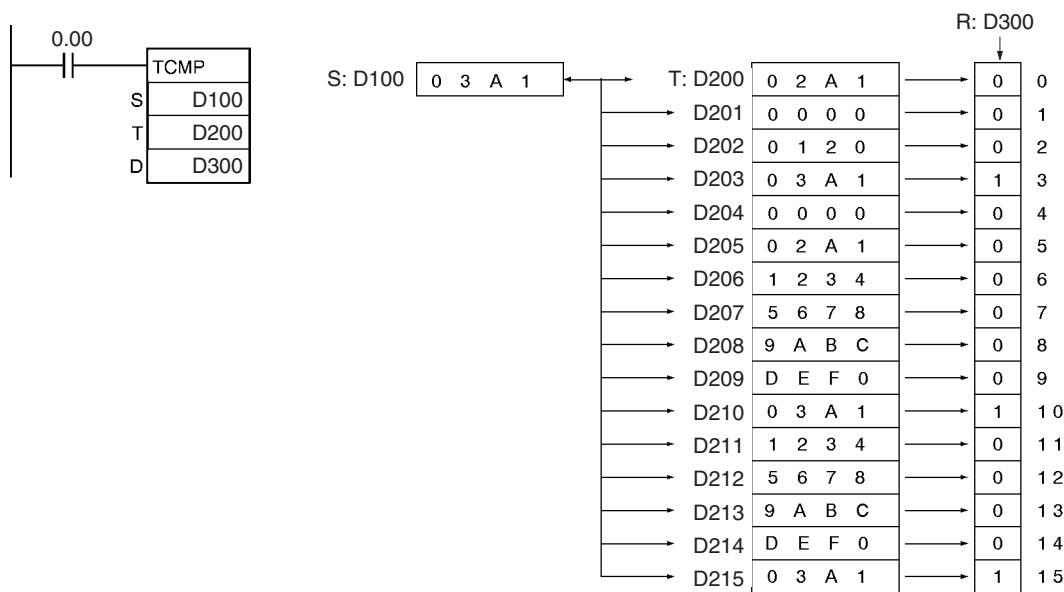 R: D300
0.00
TCMP
S D100
T D200
D D300
S: D100 0 3 A 1
T: D200 0 2 A 1 0 0
D201 0 0 0 0 0 1
D202 0 1 2 0 0 2
D203 0 3 A 1 1 3
D204 0 0 0 0 0 4
D205 0 2 A 1 0 5
D206 1 2 3 4 0 6
D207 5 6 7 8 0 7
D208 9 A B C 0 8
D209 D E F 0 0 9
D210 0 3 A 1 1 10
D211 1 2 3 4 0 11
D212 5 6 7 8 0 12
D213 9 A B C 0 13
D214 D E F 0 0 14
D215 0 3 A 1 1 15